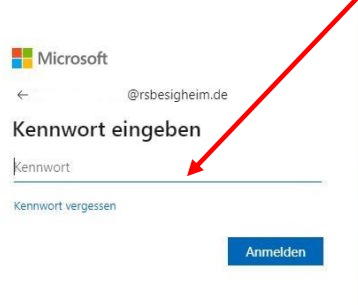 Microsoft
@rsbesigheim.de
Kennwort eingeben
Kennwort
Kennwort vergessen
Anmelden